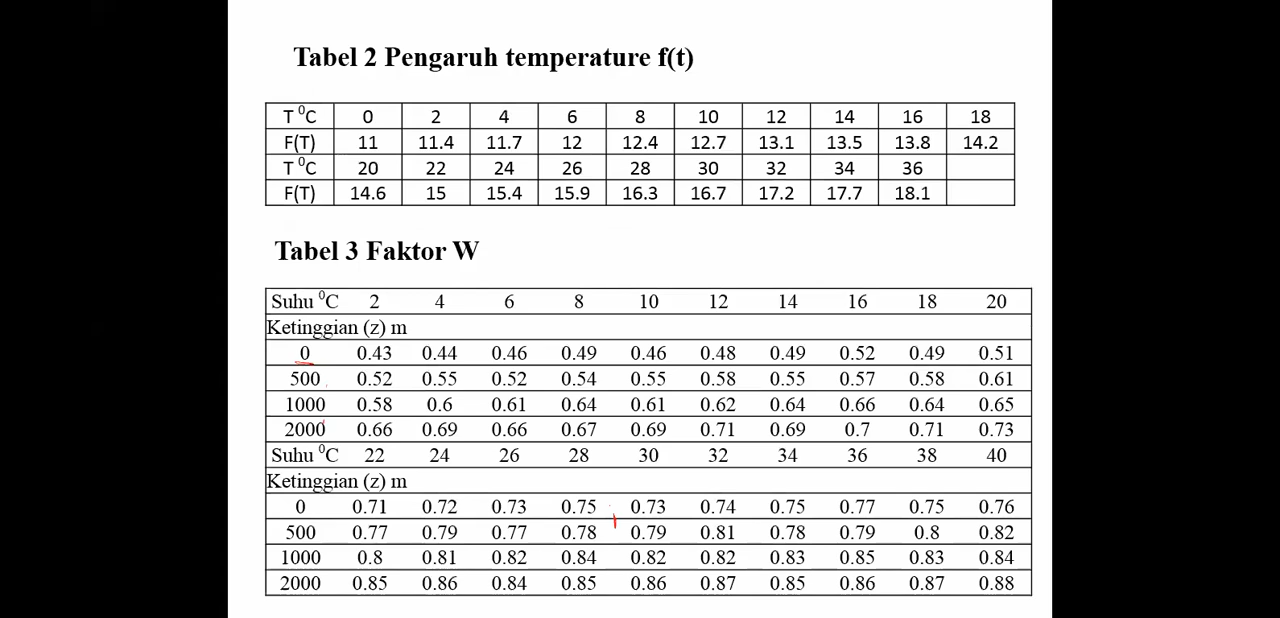 Tabel 2 Pengaruh temperature f(t)
T ⁰C 0 2 4 6 8 10 12 14 16 18
F(T) 11 11.4 11.7 12 12.4 12.7 13.1 13.5 13.8 14.2
T ⁰C 20 22 24 26 28 30 32 34 36
F(T) 14.6 15 15.4 15.9 16.3 16.7 17.2 17.7 18.1
Tabel 3 Faktor W
Suhu ⁰C 2 4 6 8 10 12 14 16 18 20
Ketinggian (z) m
0 0.43 0.44 0.46 0.49 0.46 0.48 0.49 0.52 0.49 0.51
500 0.52 0.55 0.52 0.54 0.55 0.58 0.55 0.57 0.58 0.61
1000 0.58 0.6 0.61 0.64 0.61 0.62 0.64 0.66 0.64 0.65
2000 0.66 0.69 0.66 0.67 0.69 0.71 0.69 0.7 0.71 0.73
Suhu ⁰C 22 24 26 28 30 32 34 36 38 40
Ketinggian (z) m
0 0.71 0.72 0.73 0.75 0.73 0.74 0.75 0.77 0.75 0.76
500 0.77 0.79 0.77 0.78 0.79 0.81 0.78 0.79 0.8 0.82
1000 0.8 0.81 0.82 0.84 0.82 0.82 0.83 0.85 0.83 0.84
2000 0.85 0.86 0.84 0.85 0.86 0.87 0.85 0.86 0.87 0.88